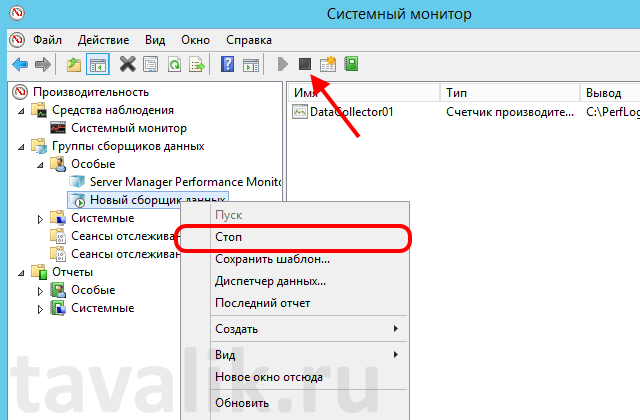 Системный монитор
Файл Действие Вид Окно Справка
Производительность
Средства наблюдения
Системный монитор
Группы сборщиков данных
Особые
Server Manager Performance Monito
Новый сборщик данных
Системные
Сеансы отслеживан
Сеансы отслеживан
Отчеты
Особые
Системные
Имя Тип Вывод
DataCollector01 Счетчик производите... C:\PerfLog
Пуск
Стоп
Сохранить шаблон...
Диспетчер данных...
Последний отчет
Создать
Вид
Новое окно отсюда
Обновить
tavalik.ru